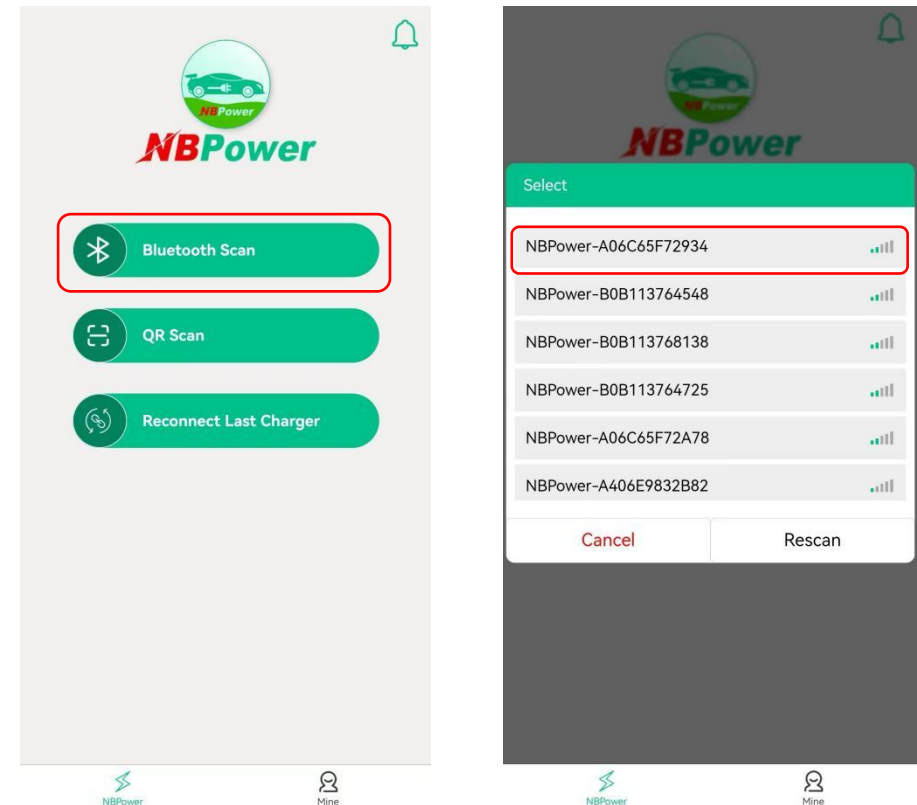 NBPower
NBPower
Bluetooth Scan
QR Scan
Reconnect Last Charger
NBPower
Mine
NBPower
NBPower
Select
NBPower-A06C65F72934
NBPower-B0B113764548
NBPower-B0B113768138
NBPower-B0B113764725
NBPower-A06C65F72A78
NBPower-A406E9832B82
Cancel
Rescan
NBPower
Mine